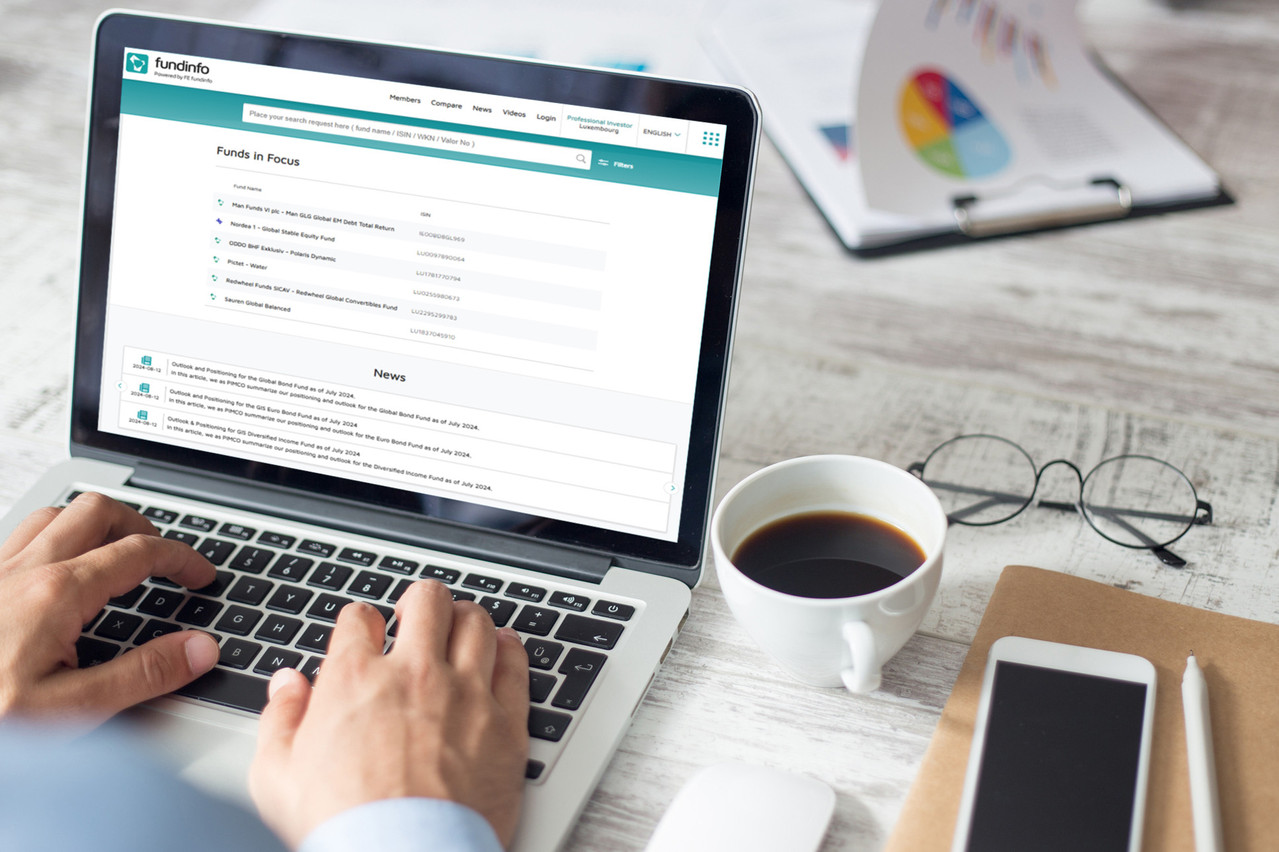 fundinfo
Powered by FE fundinfo
Members Compare News Videos Login Professional Investor ENGLISH
Luxembourg
Place your search request here ( fund name / ISIN / WKN / Valor No )
Filters
Funds in Focus
Fund Name ISIN
Man Funds VI plc - Man GLG Global EM Debt Total Return IE00BD8GL969
Nordea 1 - Global Stable Equity Fund LU0097890064
ODDO BHF Exklusiv - Polaris Dynamic LU1781770794
Pictet - Water LU0255980672
Redwheel Funds SICAV - Redwheel Global Convertibles Fund LU2295299783
Sauren Global Balanced LU1837045910
News
2024-08-12
Outlook and Positioning for the Global Bond Fund as of July 2024.
In this article, we as PIMCO summarize our positioning and outlook for the Global Bond Fund as of July 2024.
2024-08-12
Outlook and Positioning for the GIS Euro Bond Fund as of July 2024
In this article, we as PIMCO summarize our positioning and outlook for the Euro Bond Fund as of July 2024.
2024-08-12
Outlook & Positioning for GIS Diversified Income Fund as of July 2024
In this article, we as PIMCO summarize our positioning and outlook for the Diversified Income Fund as of July 2024.
5 6 7 8
T Y U $ + =
D F G H J Ü
X C B N